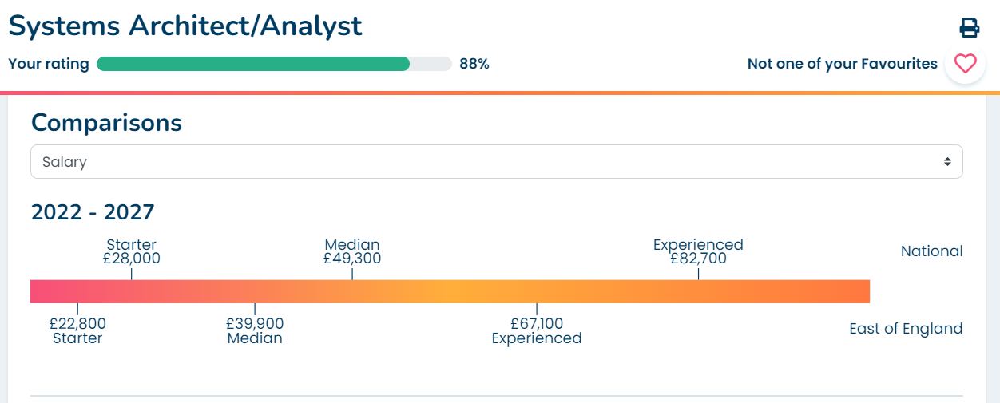 Systems Architect/Analyst
Your rating 88% Not one of your Favourites
Comparisons
Salary
2022 - 2027
Starter Median Experienced
£28,000 £49,300 £82,700
National
£22,800 £39,900 £67,100
Starter Median Experienced
East of England